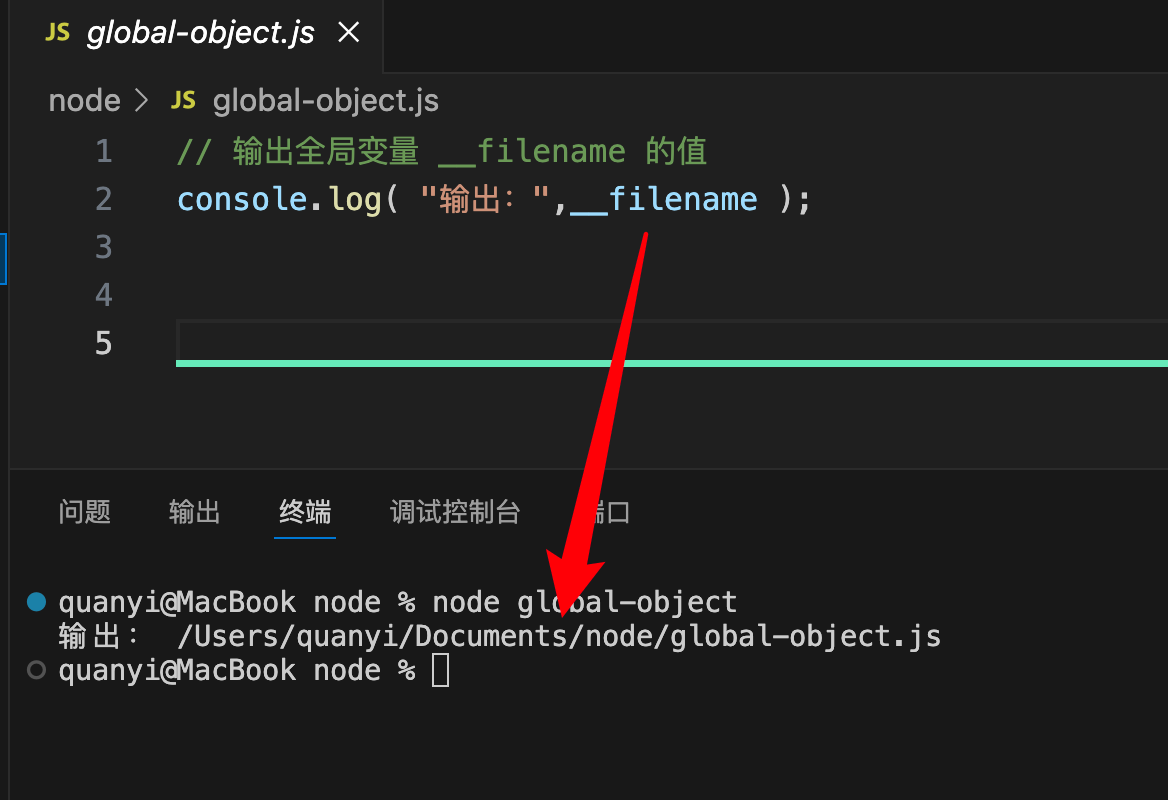 JS global-object.js
node > JS global-object.js
1 // 输出全局变量 __filename 的值
2 console.log( "输出：",__filename );
3
4
5
问题 输出 终端 调试控制台 端口
quanyi@MacBook node % node global-object
输出： /Users/quanyi/Documents/node/global-object.js
quanyi@MacBook node %